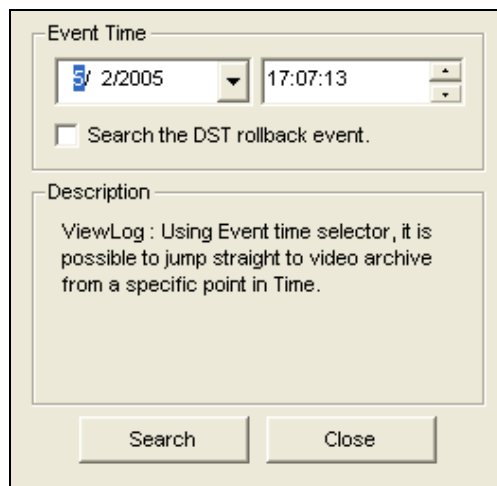 Event Time
5/ 2/2005
17:07:13
Search the DST rollback event.
Description
ViewLog : Using Event time selector, it is
possible to jump straight to video archive
from a specific point in Time.
Search
Close